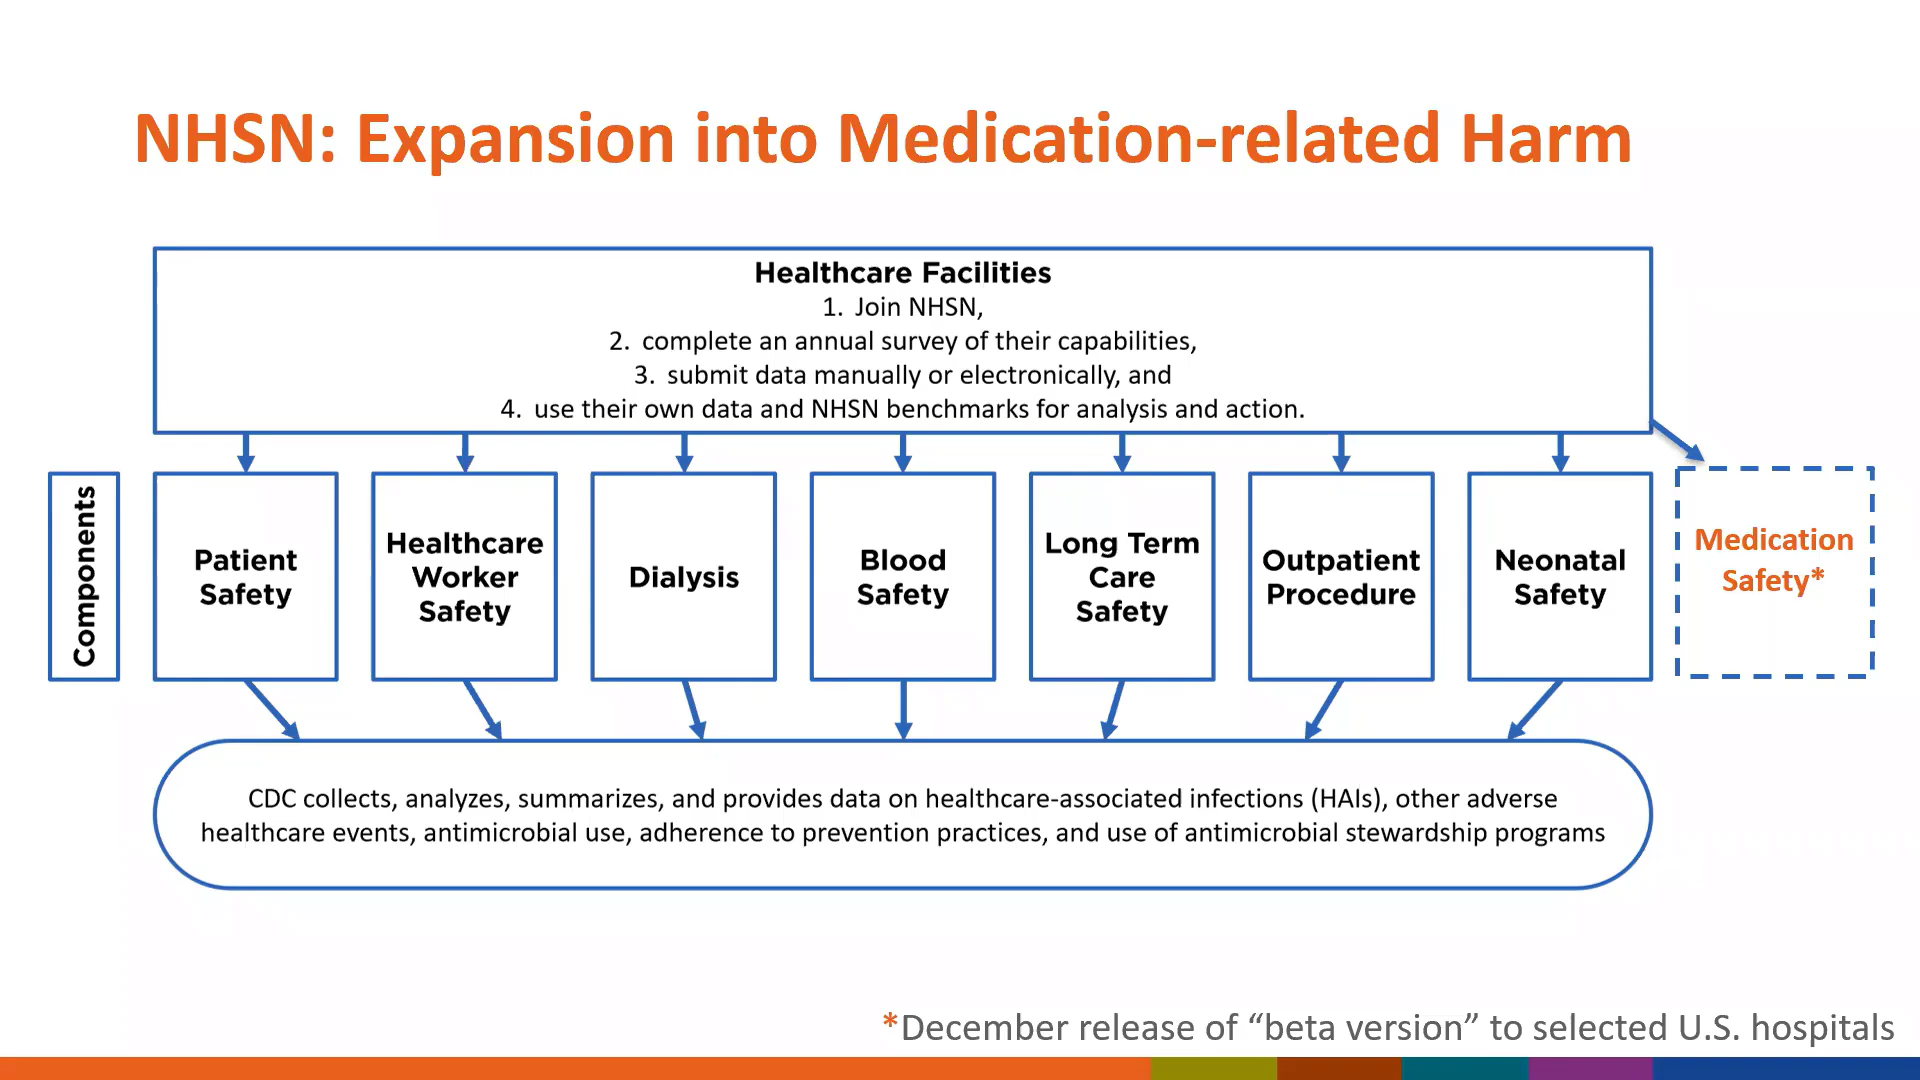 NHSN: Expansion into Medication-related Harm
Healthcare Facilities
1. Join NHSN,
2. complete an annual survey of their capabilities,
3. submit data manually or electronically, and
4. use their own data and NHSN benchmarks for analysis and action.
Components
Patient
Safety
Healthcare
Worker
Safety
Dialysis
Blood
Safety
Long Term
Care
Safety
Outpatient
Procedure
Neonatal
Safety
Medication
Safety*
CDC collects, analyzes, summarizes, and provides data on healthcare-associated infections (HAIs), other adverse
healthcare events, antimicrobial use, adherence to prevention practices, and use of antimicrobial stewardship programs
*December release of “beta version” to selected U.S. hospitals